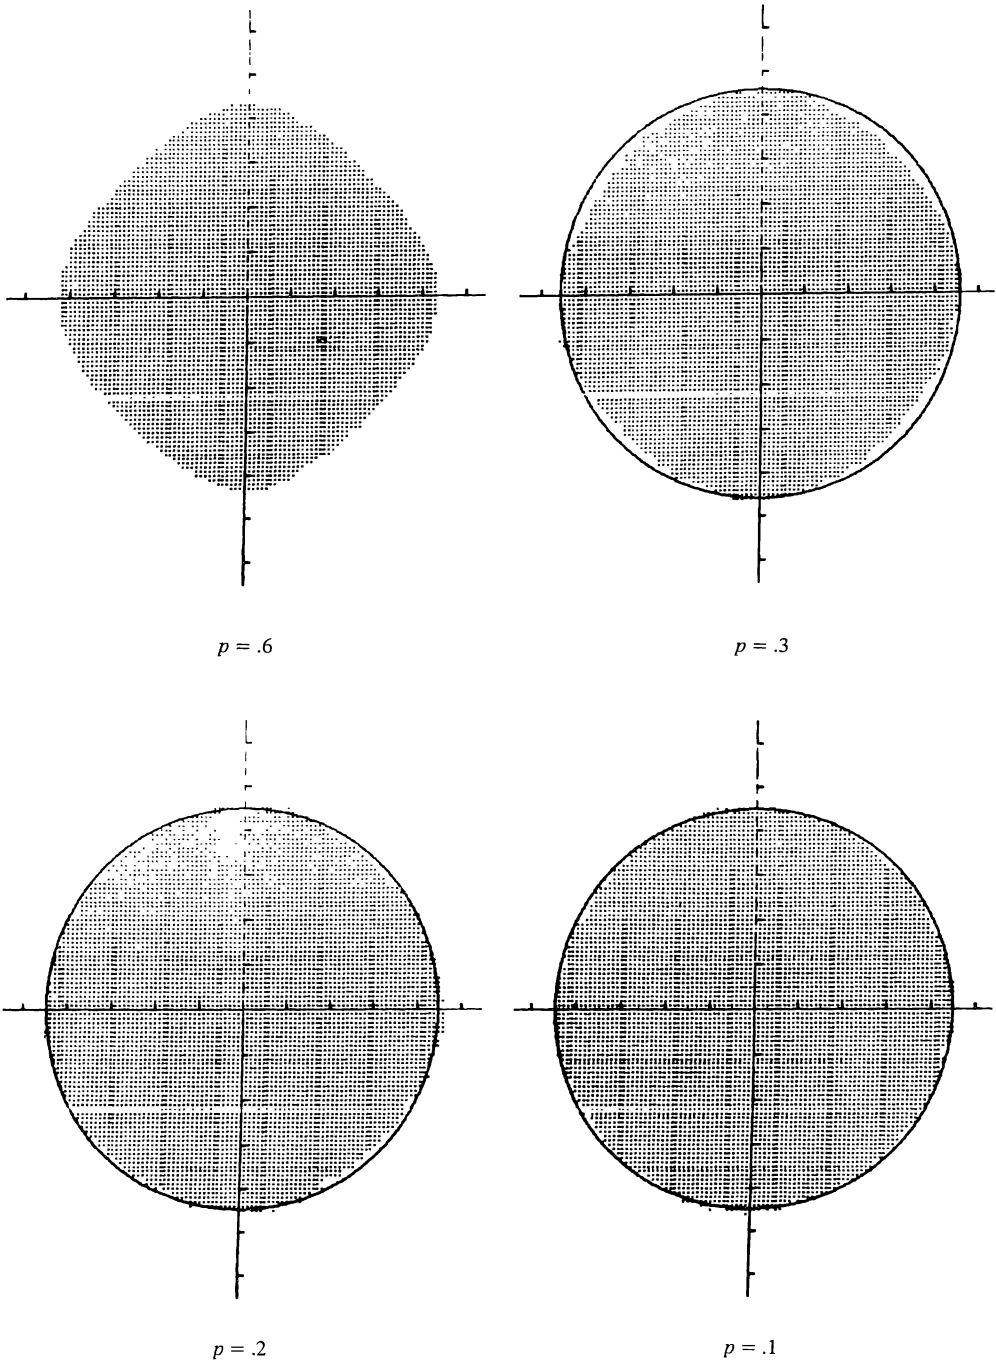 p = .6
p = .3
p = .2
p = .1